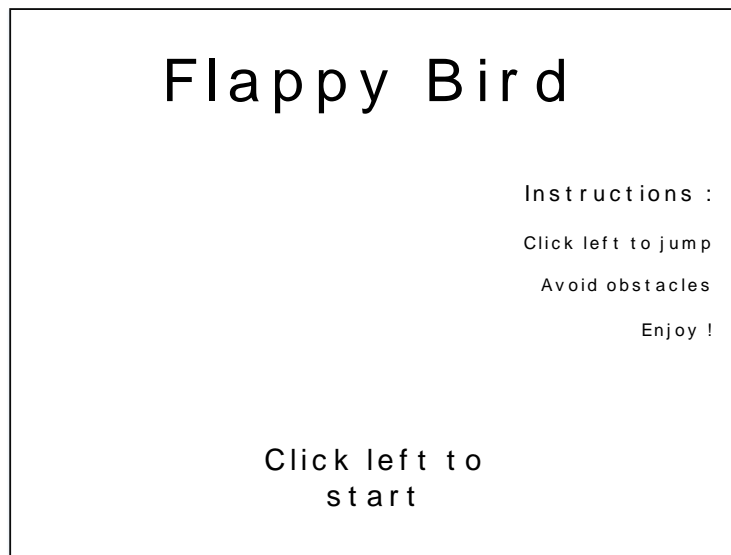 Flappy Bird
Instructions :
Click left to jump
Avoid obstacles
Enjoy !
Click left to
start